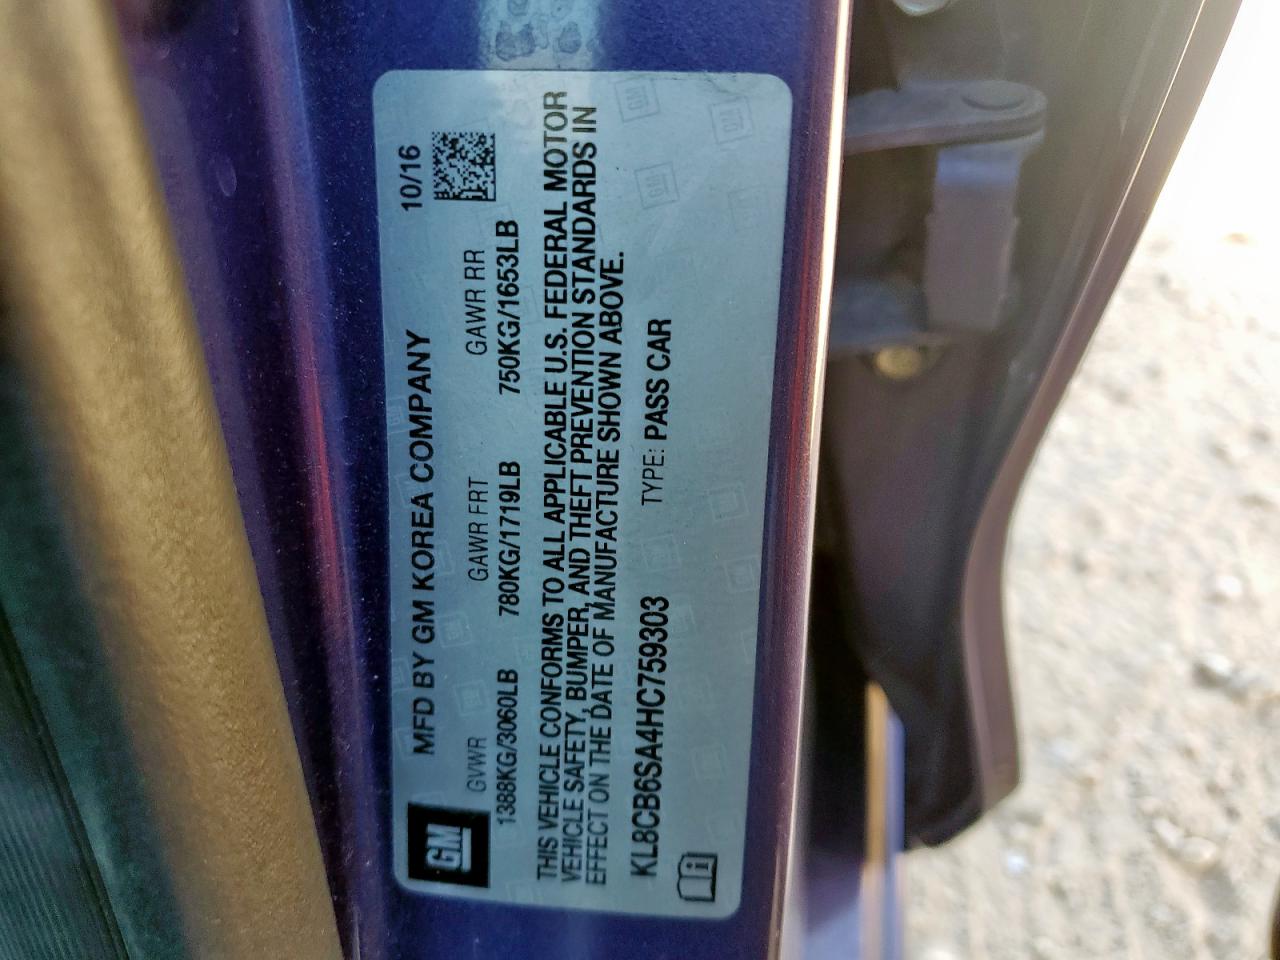 GM
MFD BY GM KOREA COMPANY 10/16
GVWR GAWR FRT GAWR RR
1388KG/3060LB 780KG/1719LB 750KG/1653LB
THIS VEHICLE CONFORMS TO ALL APPLICABLE U.S. FEDERAL MOTOR
VEHICLE SAFETY, BUMPER, AND THEFT PREVENTION STANDARDS IN
EFFECT ON THE DATE OF MANUFACTURE SHOWN ABOVE.
KL8CB6SA4HC759303 TYPE: PASS CAR